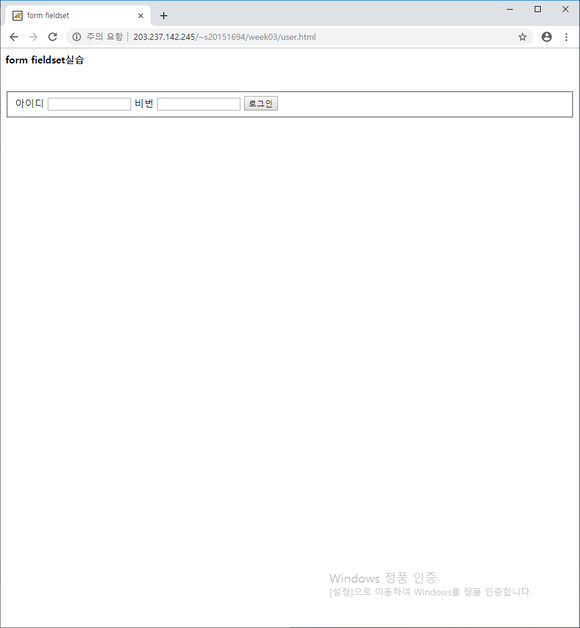 form fieldset
주의 요함 203.237.142.245/~s20151694/week03/user.html
form fieldset실습
아이디 비번 로그인
Windows 정품 인증
[설정]으로 이동하여 Windows를 정품 인증합니다.